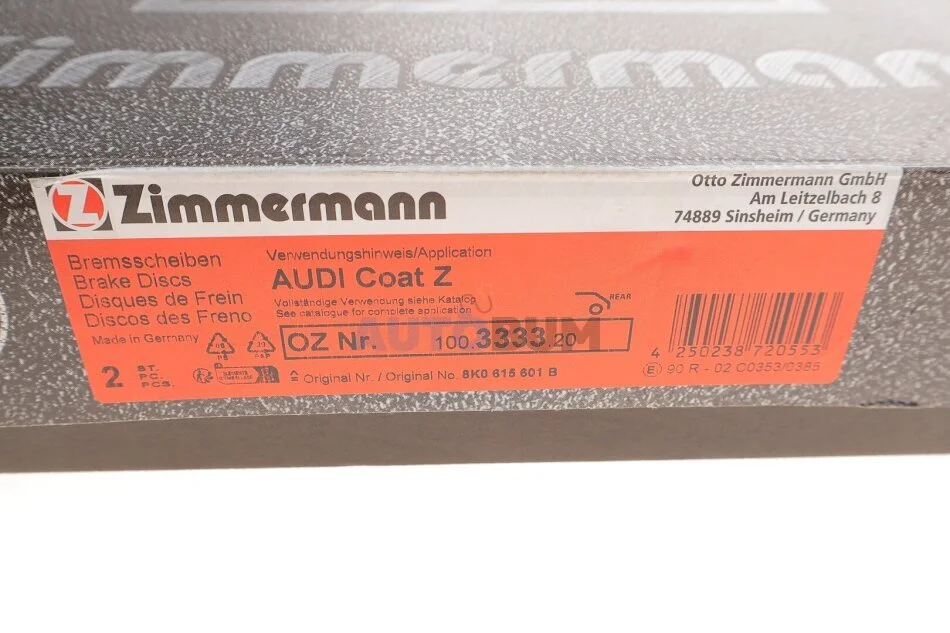 Zimmermann
Z Zimmermann
Otto Zimmermann GmbH
Am Leitzelbach 8
74889 Sinsheim / Germany
Bremsscheiben
Brake Discs
Disques de Frein
Discos des Freno
Made in Germany
2 ST.
PC.
PCS.
Verwendungshinweis/Application
AUDI Coat Z
Vollständige Verwendung siehe Katalog
See catalogue for complete application
REAR
AUTOBUM
OZ Nr. 100.3333.20
Original Nr. / Original No. 8K0 615 601 B
4 250238 720553
E 90 R - 02 C0353/0385